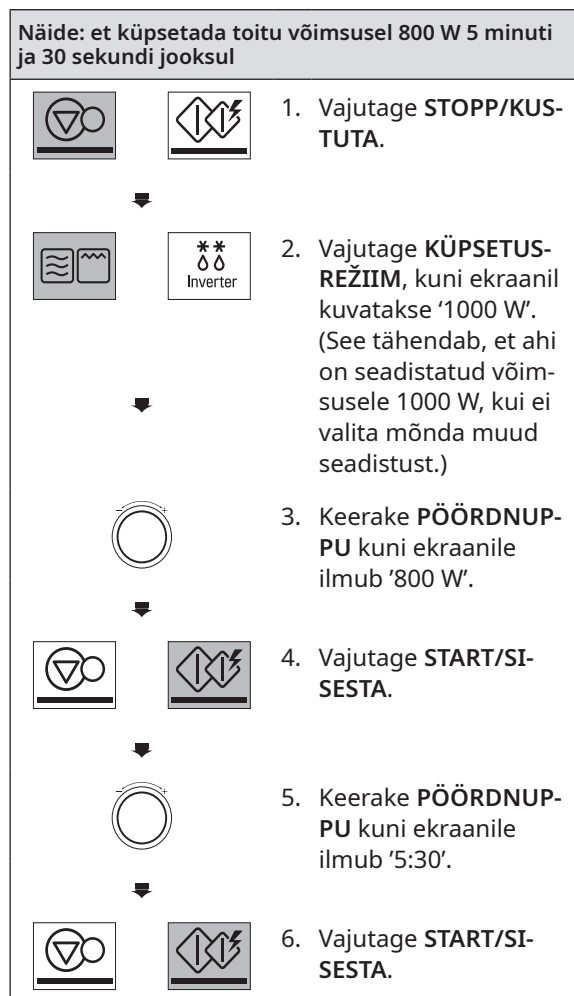 Näide: et küpsetada toitu võimsusel 800 W 5 minuti
ja 30 sekundi jooksul
1. Vajutage STOPP/KUS-
TUTA.
Inverter
2. Vajutage KÜPSETUS-
REŽIIM, kuni ekraanil
kuvatakse ‘1000 W’.
(See tähendab, et ahi
on seadistatud võim-
susele 1000 W, kui ei
valita mõnda muud
seadistust.)
- +
3. Keerake PÖÖRDNUP-
PU kuni ekraanile
ilmub ’800 W’.
4. Vajutage START/SI-
SESTA.
- +
5. Keerake PÖÖRDNUP-
PU kuni ekraanile
ilmub ’5:30’.
6. Vajutage START/SI-
SESTA.